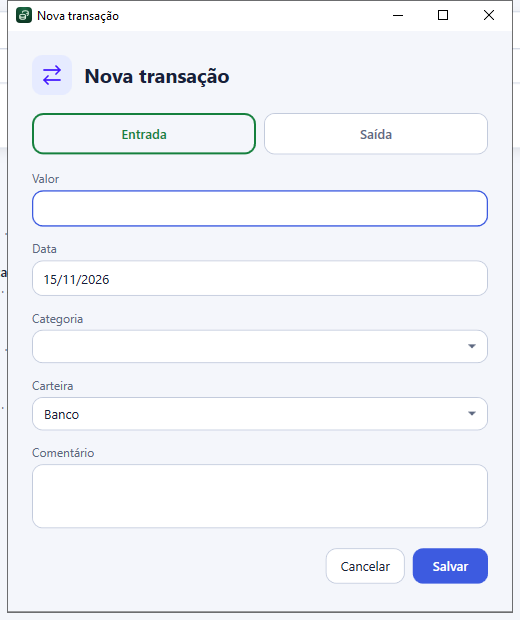 Nova transação
Nova transação
Entrada
Saída
Valor
Data
15/11/2026
Categoria
Carteira
Banco
Comentário
Cancelar
Salvar